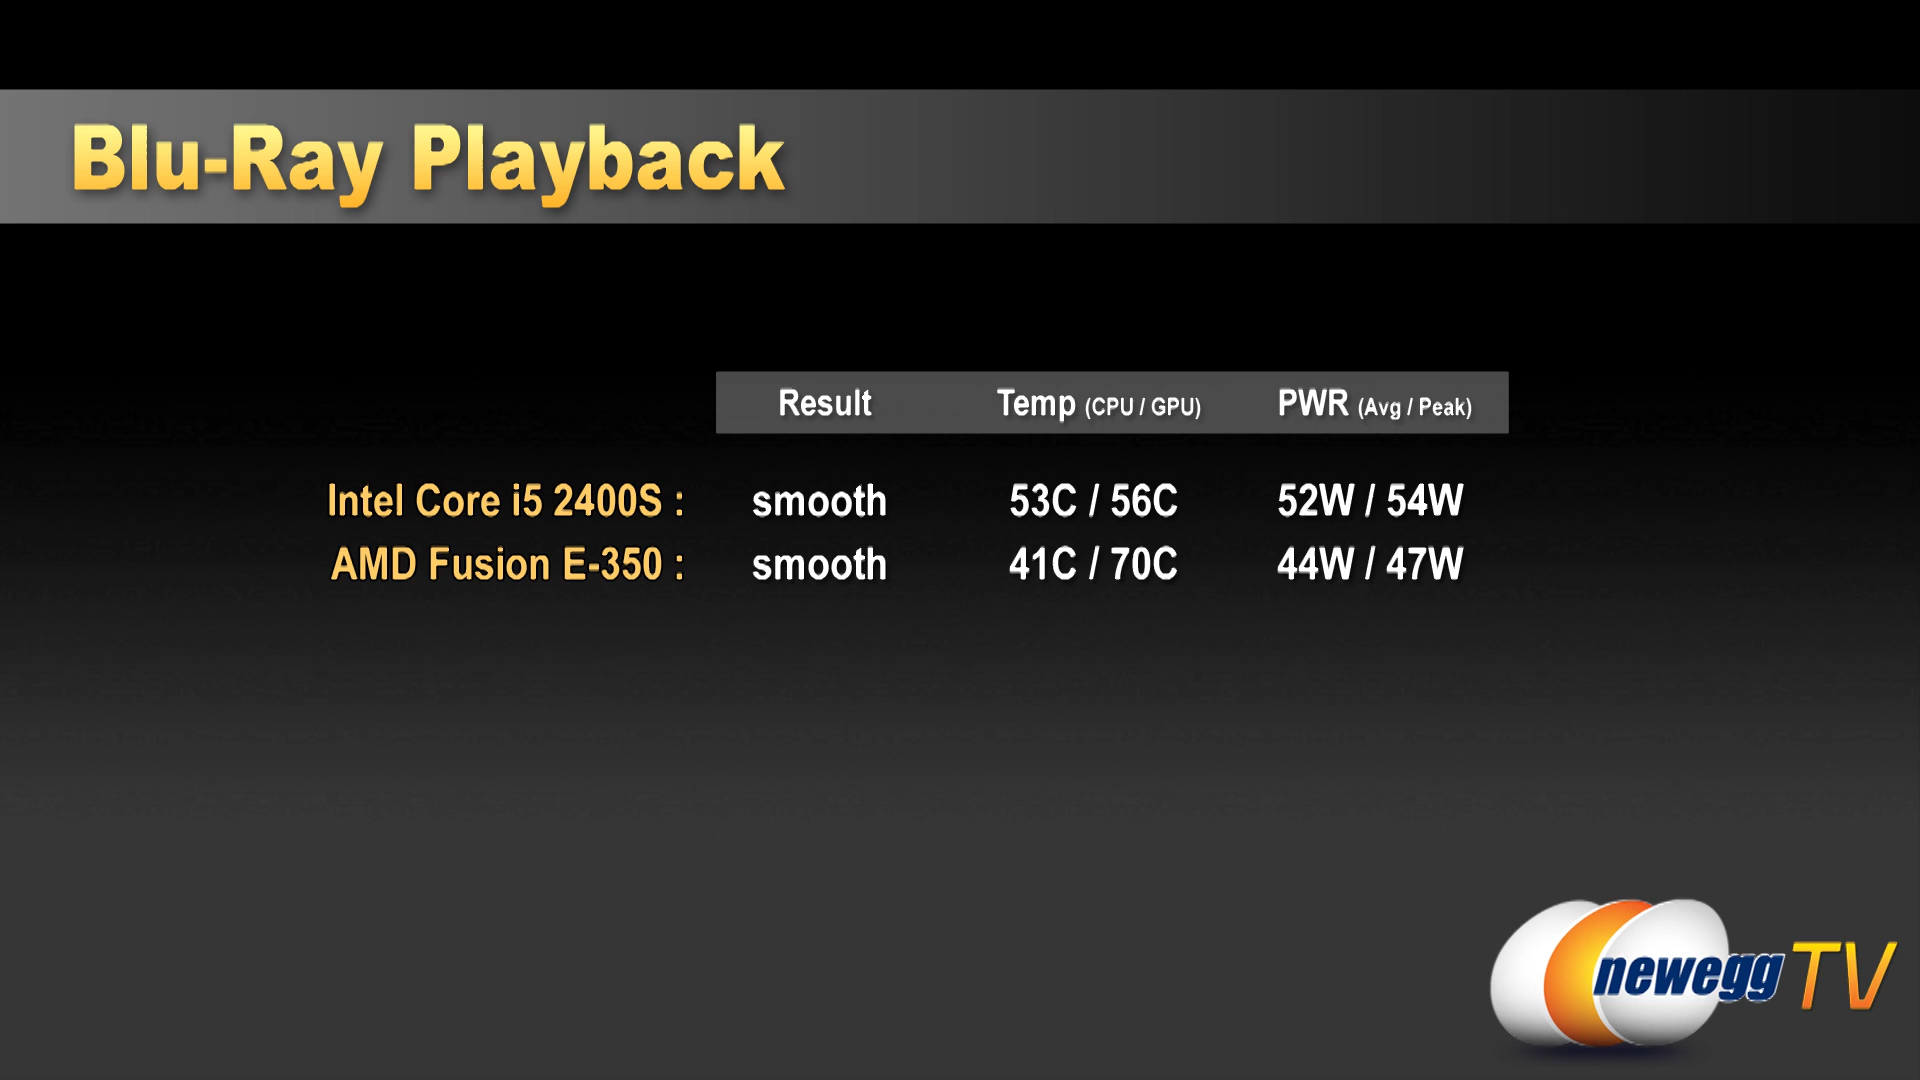 Blu-Ray Playback
Result Temp (CPU / GPU) PWR (Avg / Peak)
Intel Core i5 2400S : smooth 53C / 56C 52W / 54W
AMD Fusion E-350 : smooth 41C / 70C 44W / 47W
newegg TV